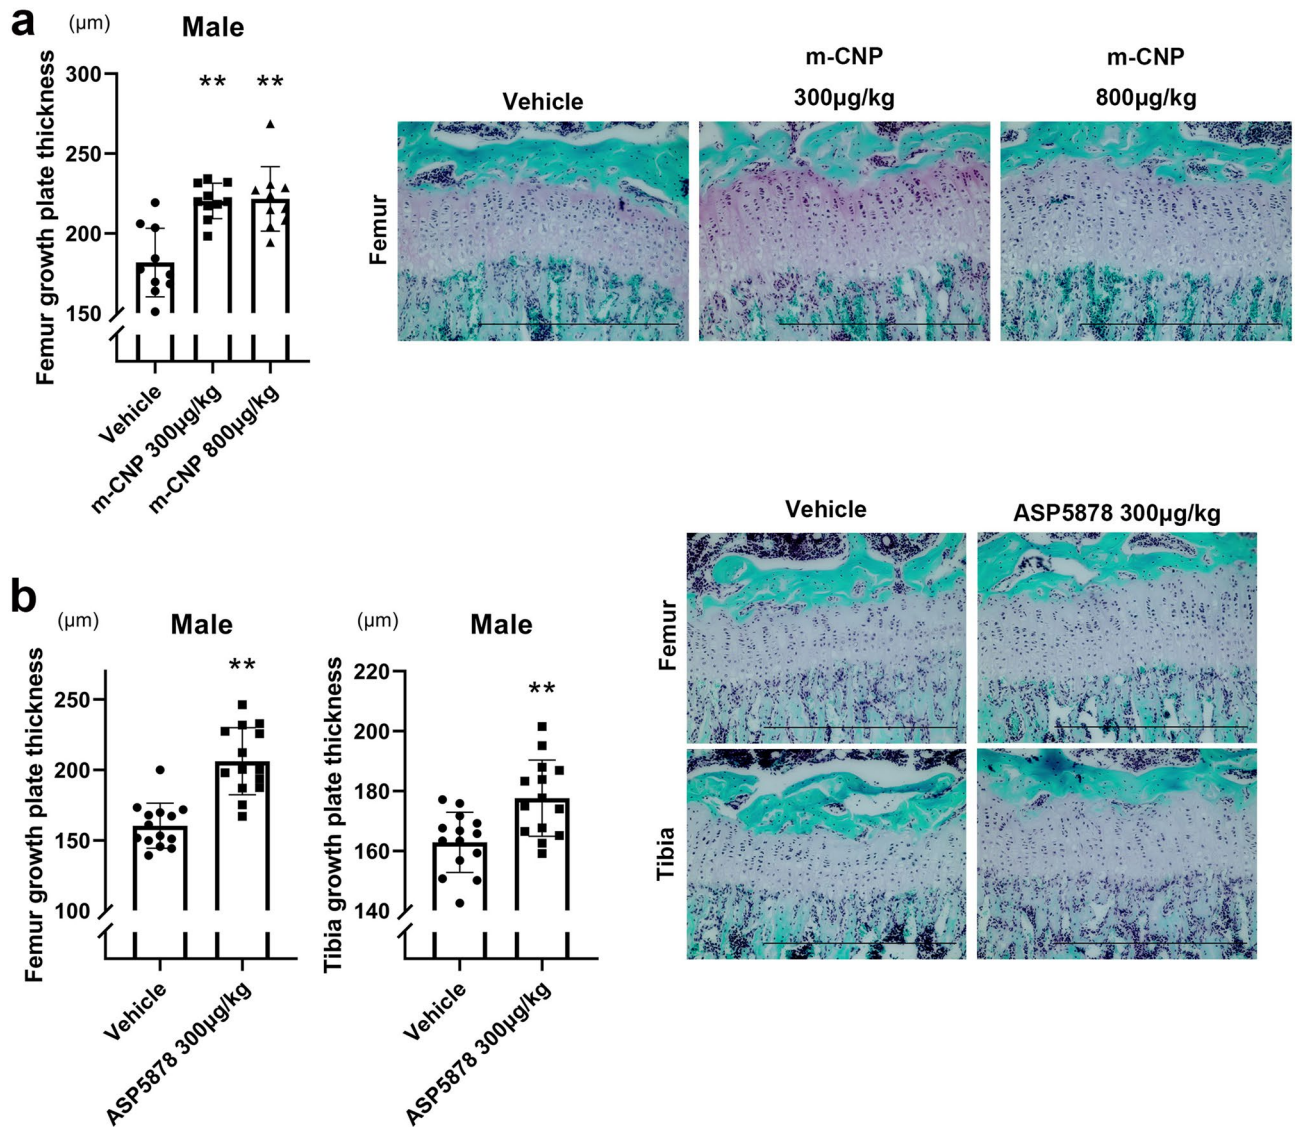 a
(μm)
Male
Femur growth plate thickness
300
250
200
150
** **
Vehicle
m-CNP 300μg/kg
m-CNP 800μg/kg
Vehicle
m-CNP
300μg/kg
m-CNP
800μg/kg
Femur
b
(μm)
Male
Femur growth plate thickness
250
200
150
100
**
Vehicle
ASP5878 300μg/kg
(μm)
Male
Tibia growth plate thickness
220
200
180
160
140
**
Vehicle
ASP5878 300μg/kg
Vehicle
ASP5878 300μg/kg
Femur
Tibia